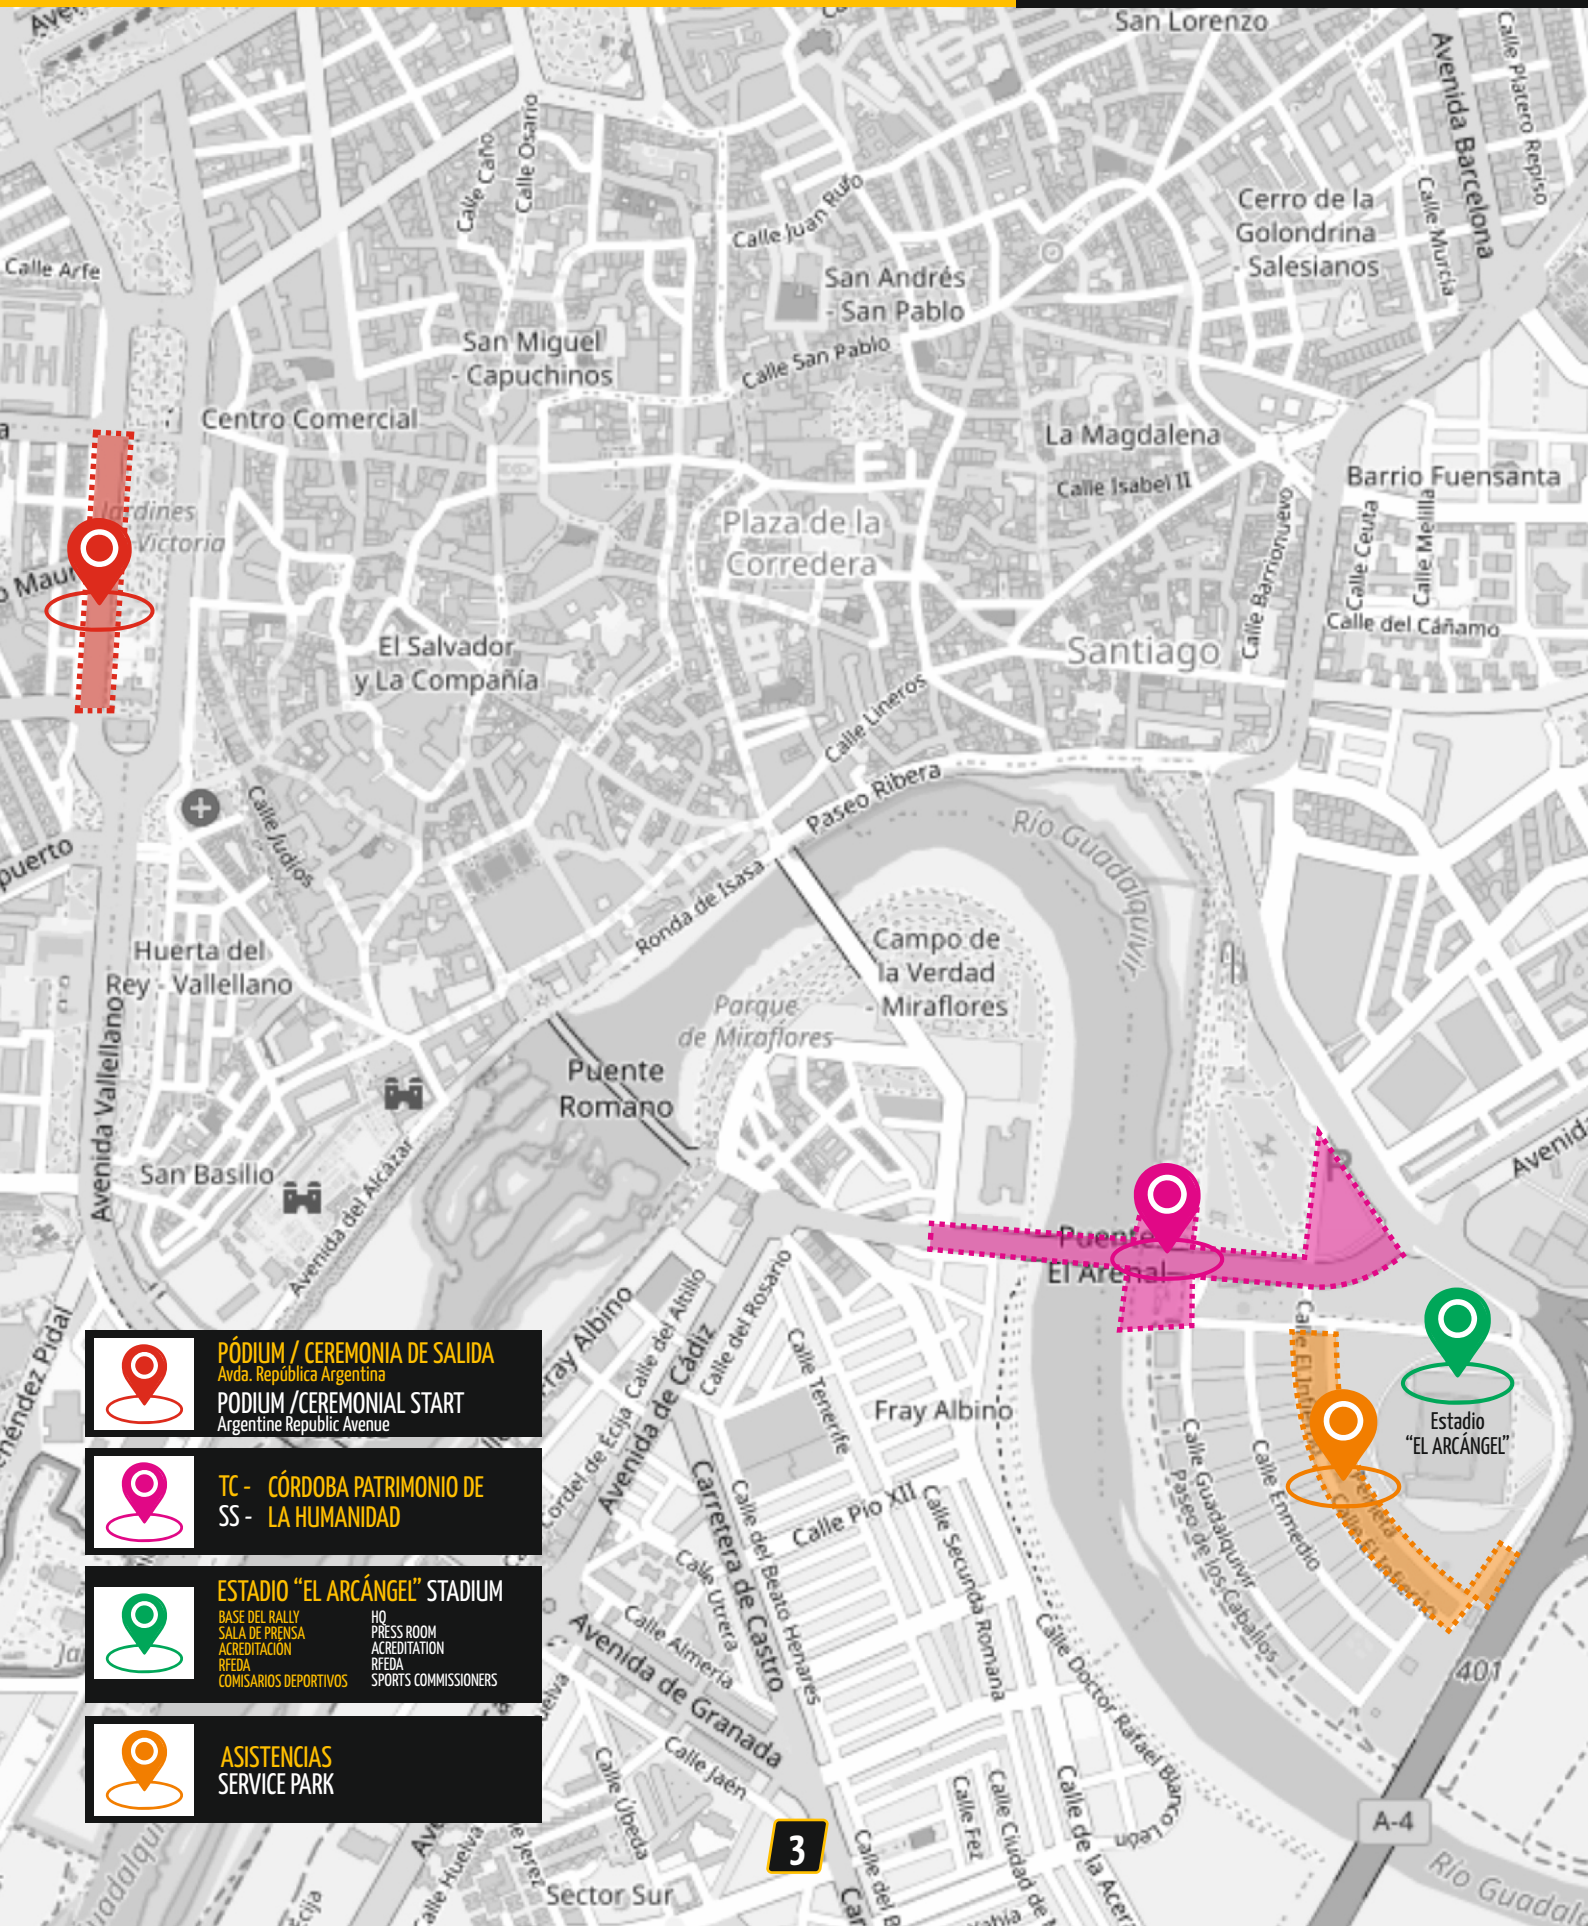 San Lorenzo
Calle Platero Repiso
Avenida Barcelona
Calle Murcia
Calle Osario
Calle Caño
Calle Juan Rufo
Cerro de la
Golondrina
- Salesianos
Calle Arfe
San Andrés
- San Pablo
San Miguel
- Capuchinos
Calle San Pablo
Centro Comercial
La Magdalena
Calle Isabel II
Barrio Fuensanta
Calle Barrionuevo
Calle Ceuta
Calle Melilla
Plaza de la
Corredera
Calle del Cáñamo
El Salvador
y La Compañía
Santiago
Calle Lineros
Paseo Ribera
Río Guadalquivir
Calle Judíos
Ronda de Isasa
Huerta del
Rey - Vallellano
Campo de
la Verdad
- Miraflores
Parque
de Miraflores
Puente
Romano
Avenida Vallellano
San Basilio
Avenida del Alcázar
P
Avenida
Puente
El Arenal
Fray Albino
Calle del Altillo
Calle del Rosario
Avenida de Cádiz
Calle Tenerife
Fray Albino
Estadio
“EL ARCÁNGEL”
PÓDIUM / CEREMONIA DE SALIDA
Avda. República Argentina
PODIUM /CEREMONIAL START
Argentine Republic Avenue
TC - CÓRDOBA PATRIMONIO DE
SS - LA HUMANIDAD
ESTADIO “EL ARCÁNGEL” STADIUM
BASE DEL RALLY
SALA DE PRENSA
ACREDITACIÓN
RFEDA
COMISARIOS DEPORTIVOS
HQ
PRESS ROOM
ACREDITATION
RFEDA
SPORTS COMMISSIONERS
ASISTENCIAS
SERVICE PARK
Carretera de Castro
Calle del Beato Henares
Calle Pio XII
Calle Secunda Romana
Calle Guadalquivir
Paseo de los Caballos
Calle Enmedio
Calle El Infierno
Calle Utrera
Calle Almería
Avenida de Granada
Calle Jaén
Calle Úbeda
Calle Doctor Rafael Blanco León
Calle Fez
401
A-4
Río Guadal
3
Sector Sur
Calle Huelva